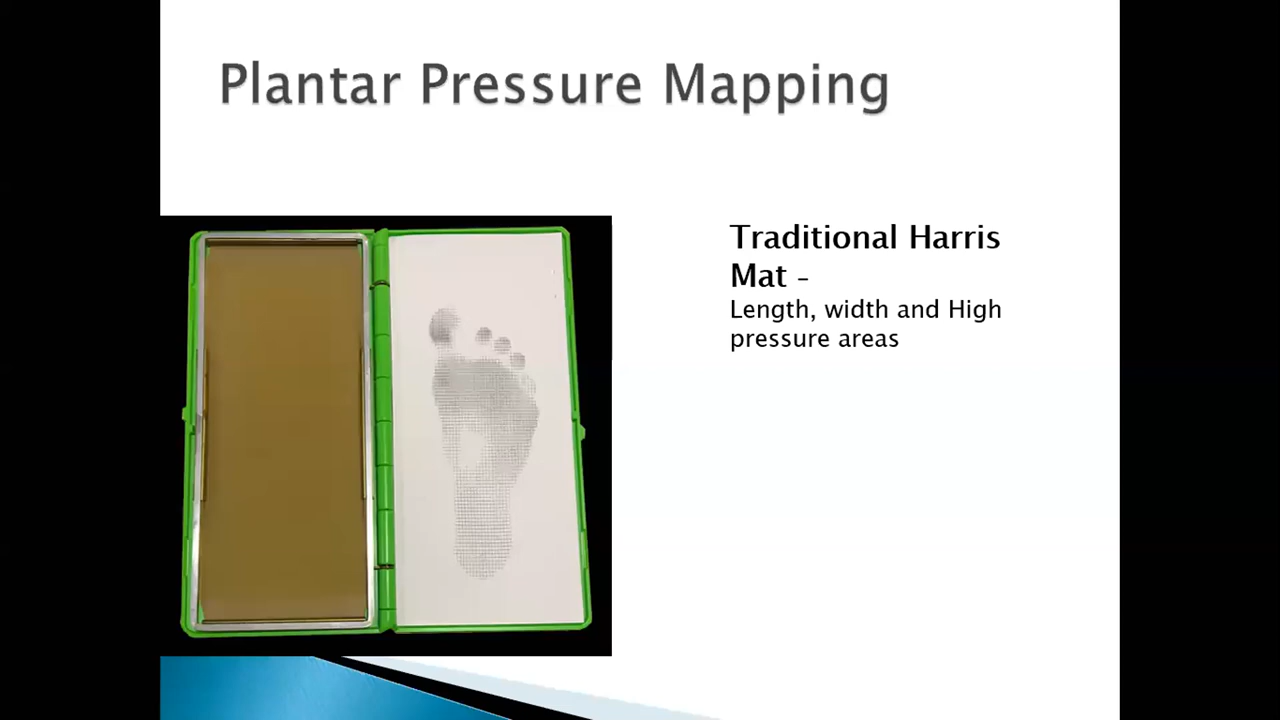 Plantar Pressure Mapping
Traditional Harris
Mat –
Length, width and High
pressure areas